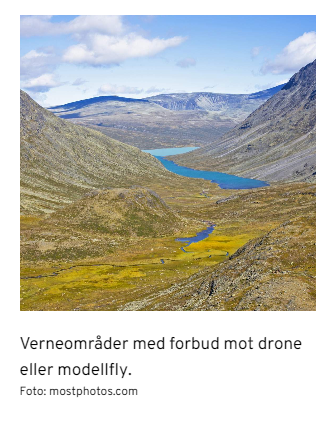 Verneområder med forbud mot drone
eller modellfly.
Foto: mostphotos.com